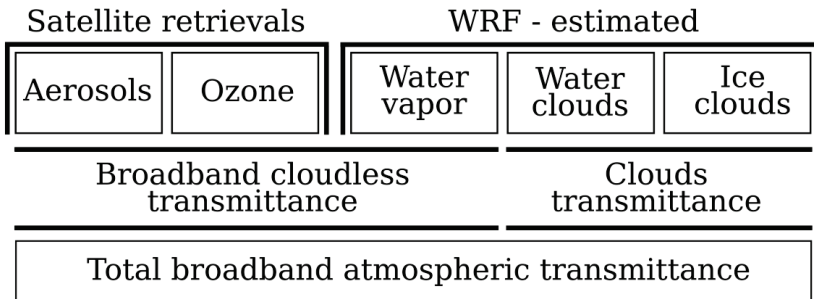 Satellite retrievals
WRF - estimated
Aerosols
Ozone
Water
vapor
Water
clouds
Ice
clouds
Broadband cloudless
transmittance
Clouds
transmittance
Total broadband atmospheric transmittance